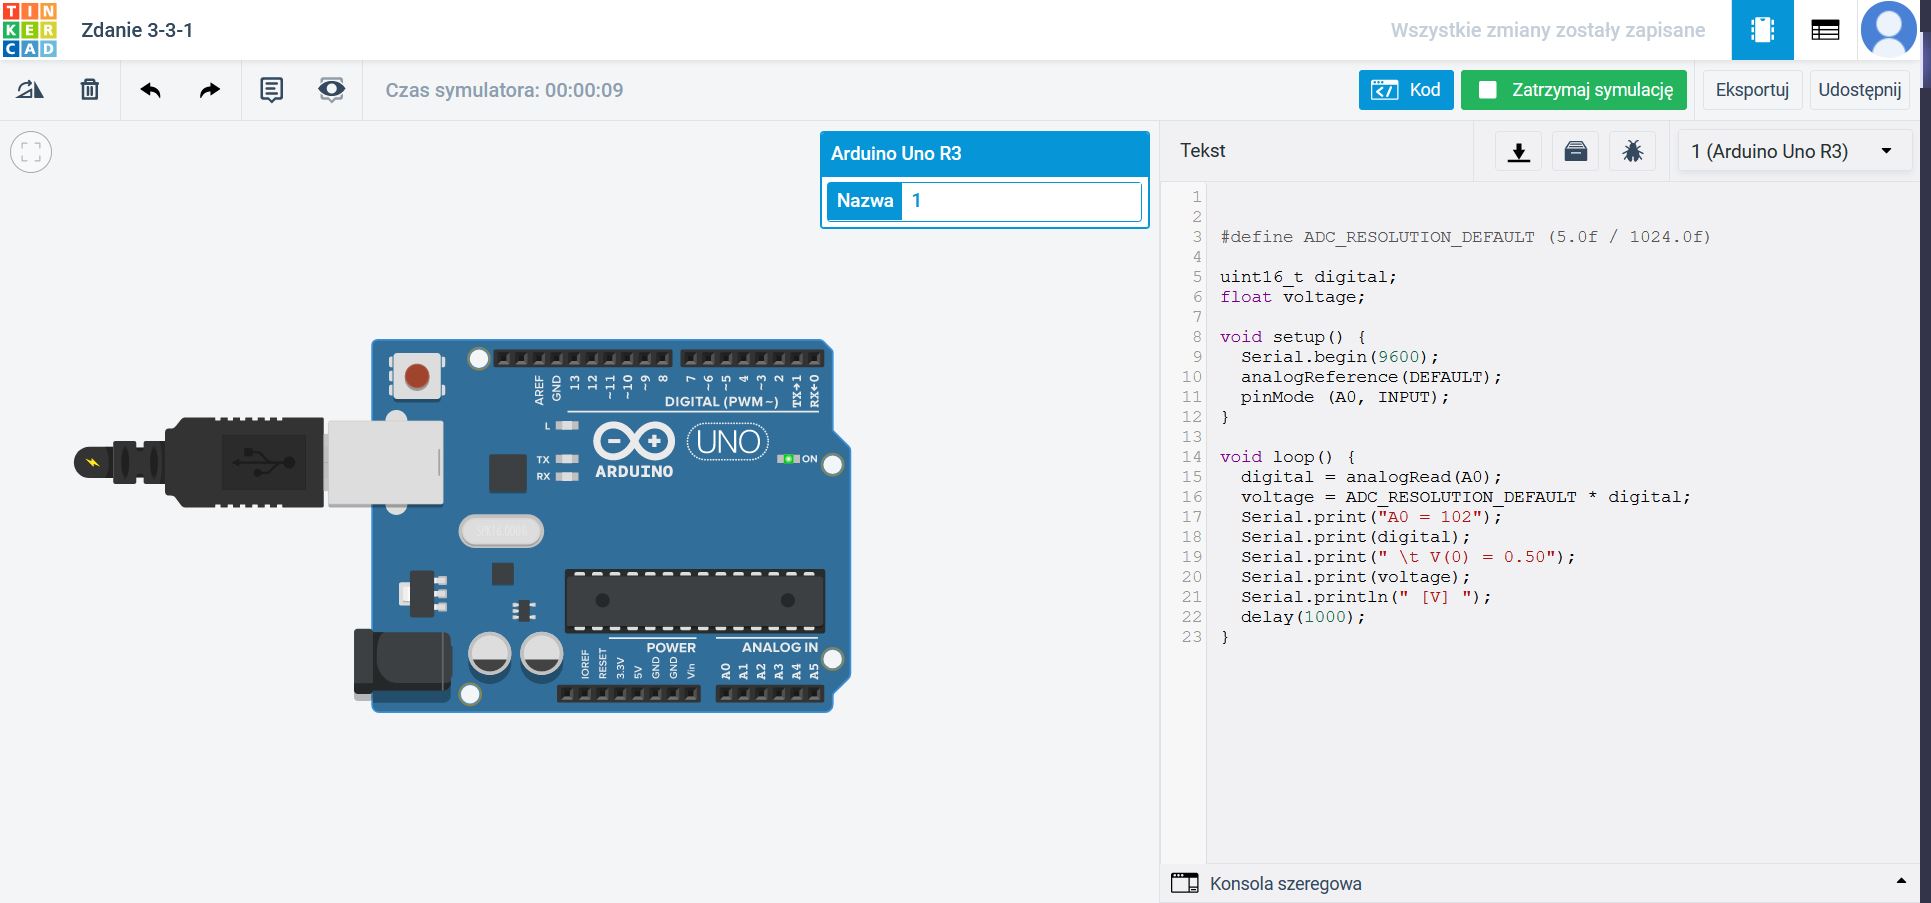 TIN
KER
CAD
Zdanie 3-3-1
Wszystkie zmiany zostały zapisane
Czas symulatora: 00:00:09
Kod
Zatrzymaj symulację
Eksportuj
Udostępnij
Arduino Uno R3
Nazwa 1
Tekst
1 (Arduino Uno R3)
1
2
3 #define ADC_RESOLUTION_DEFAULT (5.0f / 1024.0f)
4
5 uint16_t digital;
6 float voltage;
7
8 void setup() {
9 Serial.begin(9600);
10 analogReference(DEFAULT);
11 pinMode (A0, INPUT);
12 }
13
14 void loop() {
15 digital = analogRead(A0);
16 voltage = ADC_RESOLUTION_DEFAULT * digital;
17 Serial.print("A0 = 102");
18 Serial.print(digital);
19 Serial.print(" \t V(0) = 0.50");
20 Serial.print(voltage);
21 Serial.println(" [V] ");
22 delay(1000);
23 }
AREF GND 13 12 ~11 ~10 ~9 8 7 ~6 ~5 4 ~3 2 TX→1 RX←0
DIGITAL (PWM~)
L
TX
RX
ARDUINO
UNO
ON
POWER
ANALOG IN
IOREF RESET 3.3V 5V GND GND Vin A0 A1 A2 A3 A4 A5
Konsola szeregowa